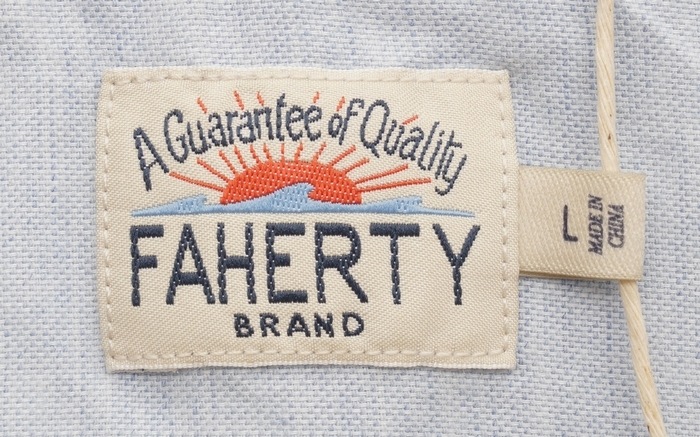 A Guarantee of Quality
FAHERTY
BRAND
L
MADE IN
CHINA